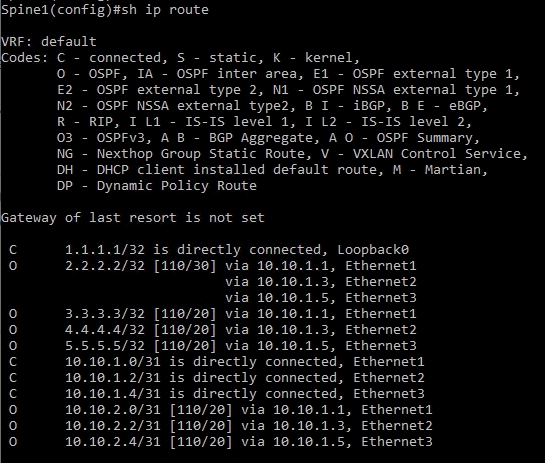 Spine1(config)#sh ip route

VRF: default
Codes: C - connected, S - static, K - kernel,
       O - OSPF, IA - OSPF inter area, E1 - OSPF external type 1,
       E2 - OSPF external type 2, N1 - OSPF NSSA external type 1,
       N2 - OSPF NSSA external type2, B I - iBGP, B E - eBGP,
       R - RIP, I L1 - IS-IS level 1, I L2 - IS-IS level 2,
       O3 - OSPFv3, A B - BGP Aggregate, A O - OSPF Summary,
       NG - Nexthop Group Static Route, V - VXLAN Control Service,
       DH - DHCP client installed default route, M - Martian,
       DP - Dynamic Policy Route

Gateway of last resort is not set

 C      1.1.1.1/32 is directly connected, Loopback0
 O      2.2.2.2/32 [110/30] via 10.10.1.1, Ethernet1
                            via 10.10.1.3, Ethernet2
                            via 10.10.1.5, Ethernet3
 O      3.3.3.3/32 [110/20] via 10.10.1.1, Ethernet1
 O      4.4.4.4/32 [110/20] via 10.10.1.3, Ethernet2
 O      5.5.5.5/32 [110/20] via 10.10.1.5, Ethernet3
 C      10.10.1.0/31 is directly connected, Ethernet1
 C      10.10.1.2/31 is directly connected, Ethernet2
 C      10.10.1.4/31 is directly connected, Ethernet3
 O      10.10.2.0/31 [110/20] via 10.10.1.1, Ethernet1
 O      10.10.2.2/31 [110/20] via 10.10.1.3, Ethernet2
 O      10.10.2.4/31 [110/20] via 10.10.1.5, Ethernet3